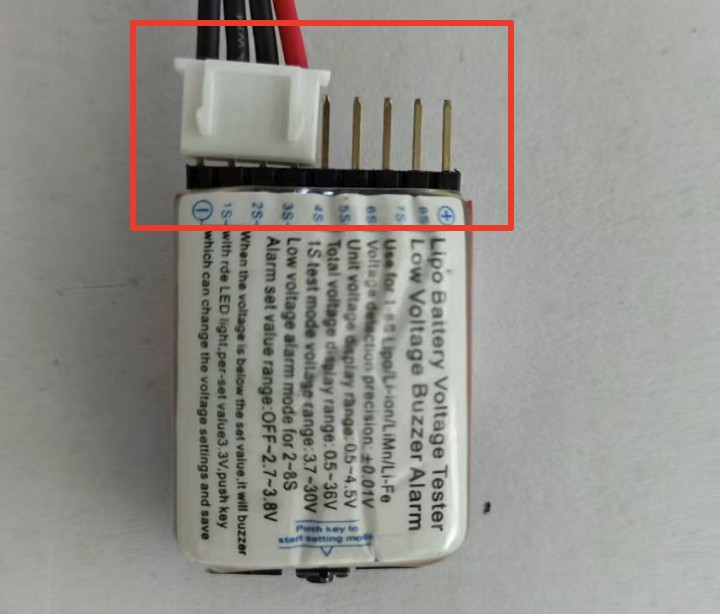 ⊕
8S
7S
6S
5S
4S
3S-
2S-
1S-
⊖
Lipo Battery Voltage Tester
Low Voltage Buzzer Alarm
Use for 1-8S Lipo/Li-ion/LiMn/Li-Fe
Voltage detection precision: ±0.01V
Unit voltage display range: 0.5~4.5V
Total voltage display range: 0.5~36V
1S test mode voltage range: 3.7~30V
Low voltage alarm mode for 2~8S
Alarm set value range:OFF~2.7~3.8V
When the voltage is below the set value,it will buzzer
with rde LED light,per-set value3.3V,push key
which can change the voltage settings and save
Push key to
start setting mode